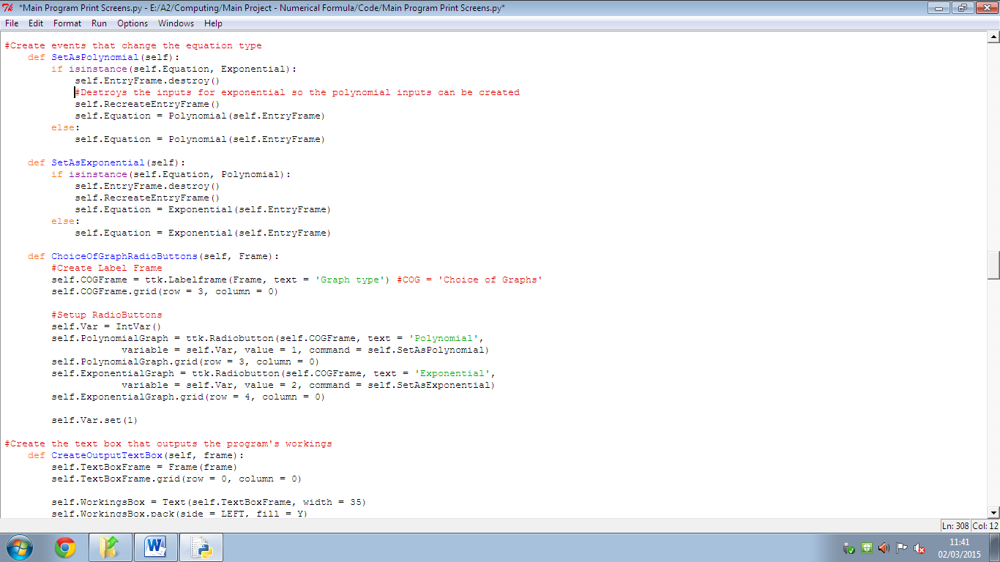 *Main Program Print Screens.py - E:/A2/Computing/Main Project - Numerical Formula/Code/Main Program Print Screens.py*
File Edit Format Run Options Windows Help
#Create events that change the equation type
    def SetAsPolynomial(self):
        if isinstance(self.Equation, Exponential):
            self.EntryFrame.destroy()
            #Destroys the inputs for exponential so the polynomial inputs can be created
            self.RecreateEntryFrame()
            self.Equation = Polynomial(self.EntryFrame)
        else:
            self.Equation = Polynomial(self.EntryFrame)

    def SetAsExponential(self):
        if isinstance(self.Equation, Polynomial):
            self.EntryFrame.destroy()
            self.RecreateEntryFrame()
            self.Equation = Exponential(self.EntryFrame)
        else:
            self.Equation = Exponential(self.EntryFrame)

    def ChoiceOfGraphRadioButtons(self, Frame):
        #Create Label Frame
        self.COGFrame = ttk.Labelframe(Frame, text = 'Graph type') #COG = 'Choice of Graphs'
        self.COGFrame.grid(row = 3, column = 0)

        #Setup RadioButtons
        self.Var = IntVar()
        self.PolynomialGraph = ttk.Radiobutton(self.COGFrame, text = 'Polynomial',
                    variable = self.Var, value = 1, command = self.SetAsPolynomial)
        self.PolynomialGraph.grid(row = 3, column = 0)
        self.ExponentialGraph = ttk.Radiobutton(self.COGFrame, text = 'Exponential',
                    variable = self.Var, value = 2, command = self.SetAsExponential)
        self.ExponentialGraph.grid(row = 4, column = 0)

        self.Var.set(1)

#Create the text box that outputs the program's workings
    def CreateOutputTextBox(self, frame):
        self.TextBoxFrame = Frame(frame)
        self.TextBoxFrame.grid(row = 0, column = 0)

        self.WorkingsBox = Text(self.TextBoxFrame, width = 35)
        self.WorkingsBox.pack(side = LEFT, fill = Y)
Ln: 308 Col: 12
11:41
02/03/2015